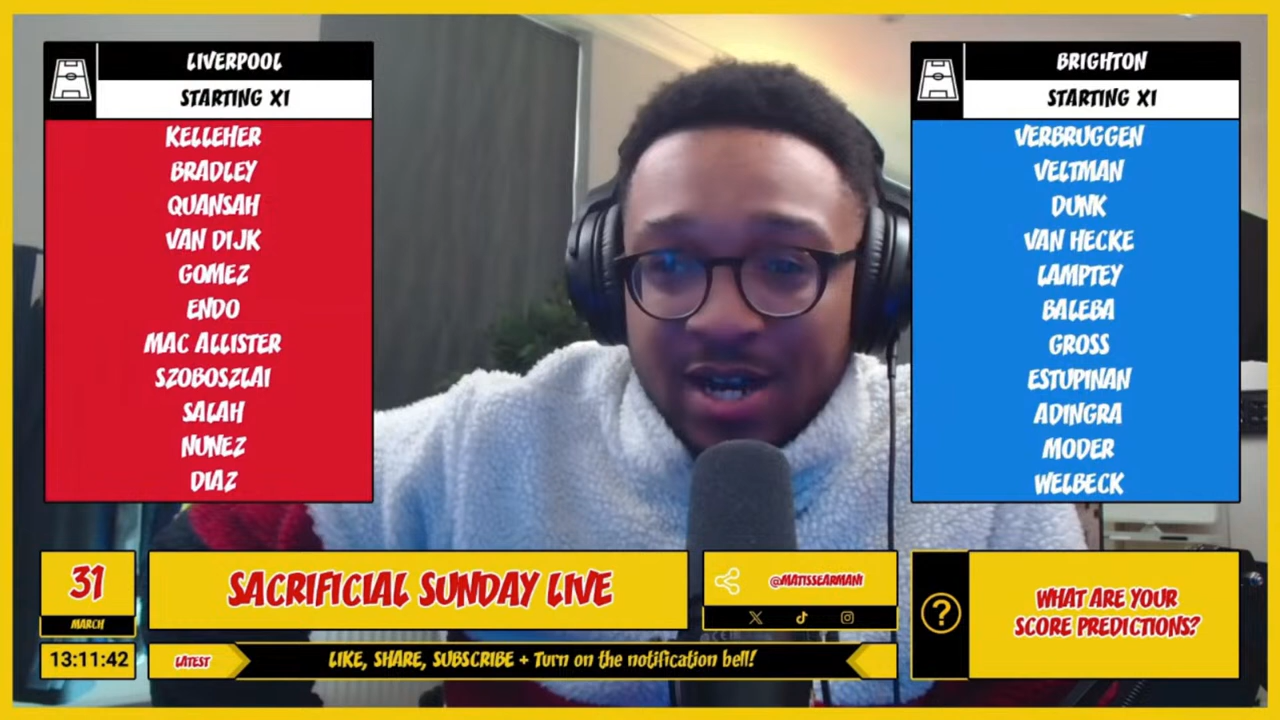 LIVERPOOL
STARTING XI
KELLEHER
BRADLEY
QUANSAH
VAN DIJK
GOMEZ
ENDO
MAC ALLISTER
SZOBOSZLAI
SALAH
NUNEZ
DIAZ
BRIGHTON
STARTING XI
VERBRUGGEN
VELTMAN
DUNK
VAN HECKE
LAMPTEY
BALEBA
GROSS
ESTUPINAN
ADINGRA
MODER
WELBECK
31
MARCH
13:11:42
SACRIFICIAL SUNDAY LIVE
@MATISSEARMANI
LATEST
LIKE, SHARE, SUBSCRIBE + Turn on the notification bell!
?
WHAT ARE YOUR
SCORE PREDICTIONS?